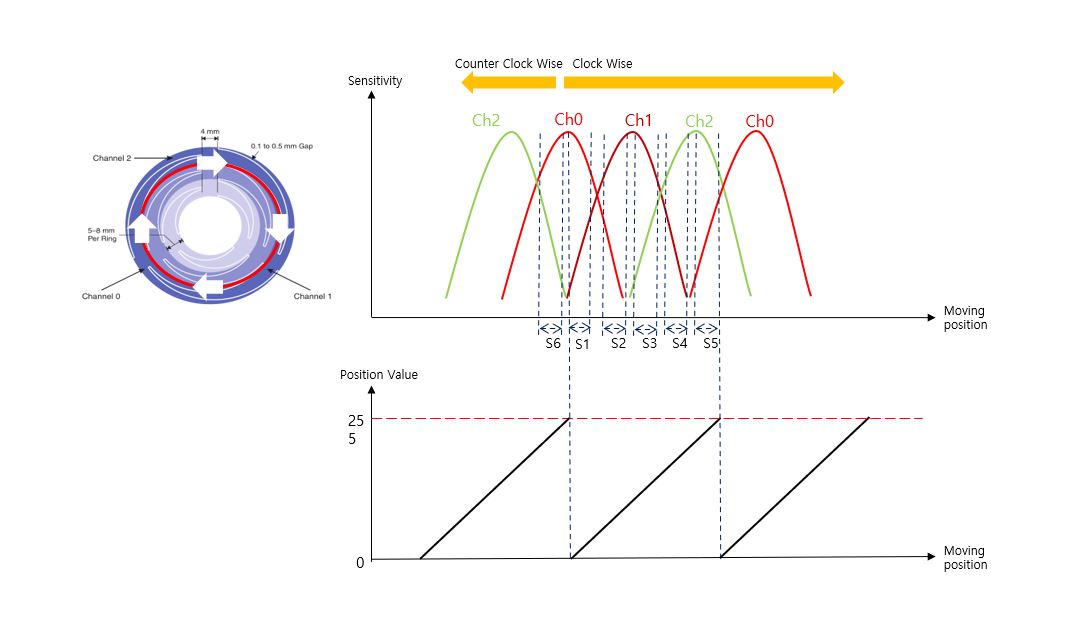 Counter Clock Wise
Clock Wise
Sensitivity
Ch2
Ch0
Ch1
Ch2
Ch0
4 mm
0.1 to 0.5 mm Gap
Channel 2
5–8 mm
Per Ring
Channel 0
Channel 1
Moving
position
S6
S1
S2
S3
S4
S5
Position Value
25
5
0
Moving
position